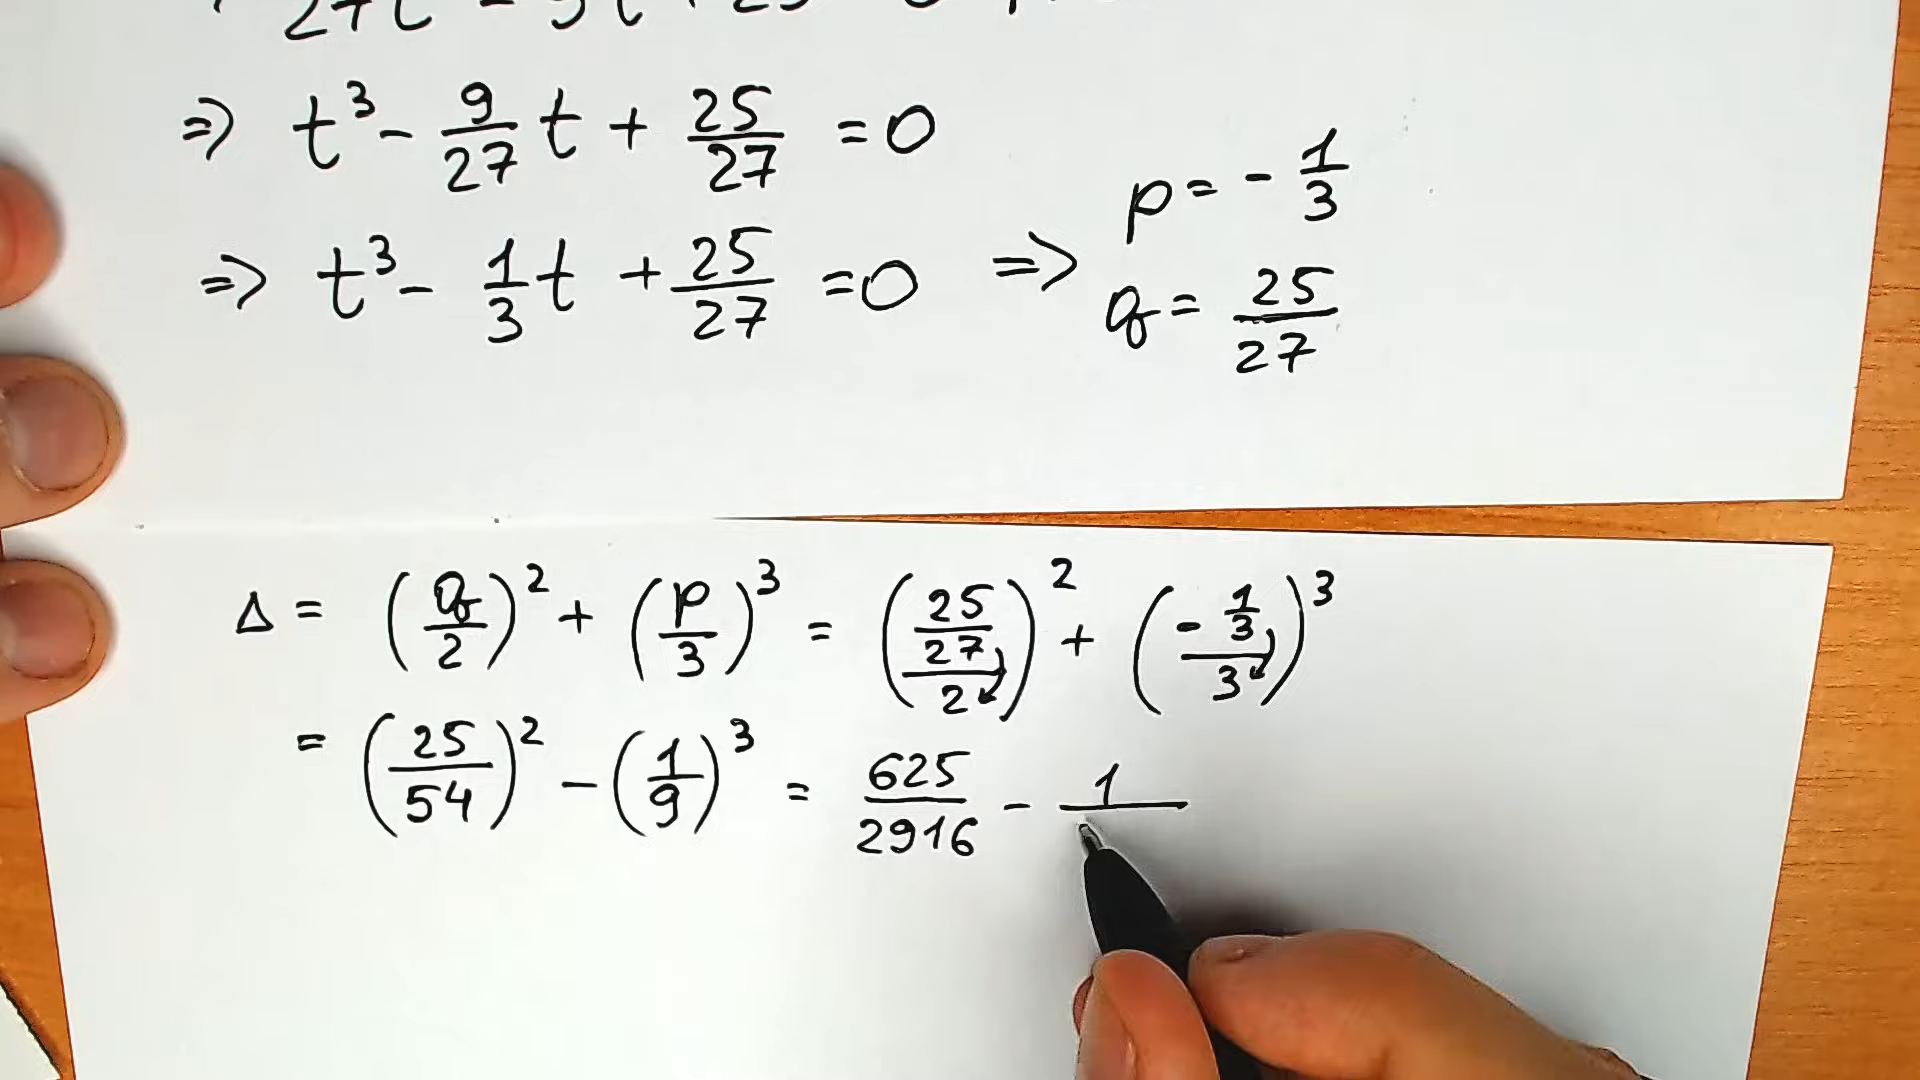 ⇒ t³ - 9/27 t + 25/27 = 0
⇒ t³ - 1/3 t + 25/27 = 0 ⇒ p = - 1/3
q = 25/27
Δ = (q/2)² + (p/3)³ = ((25/27)/2)² + ((-1/3)/3)³
= (25/54)² - (1/9)³ = 625/2916 - 1/